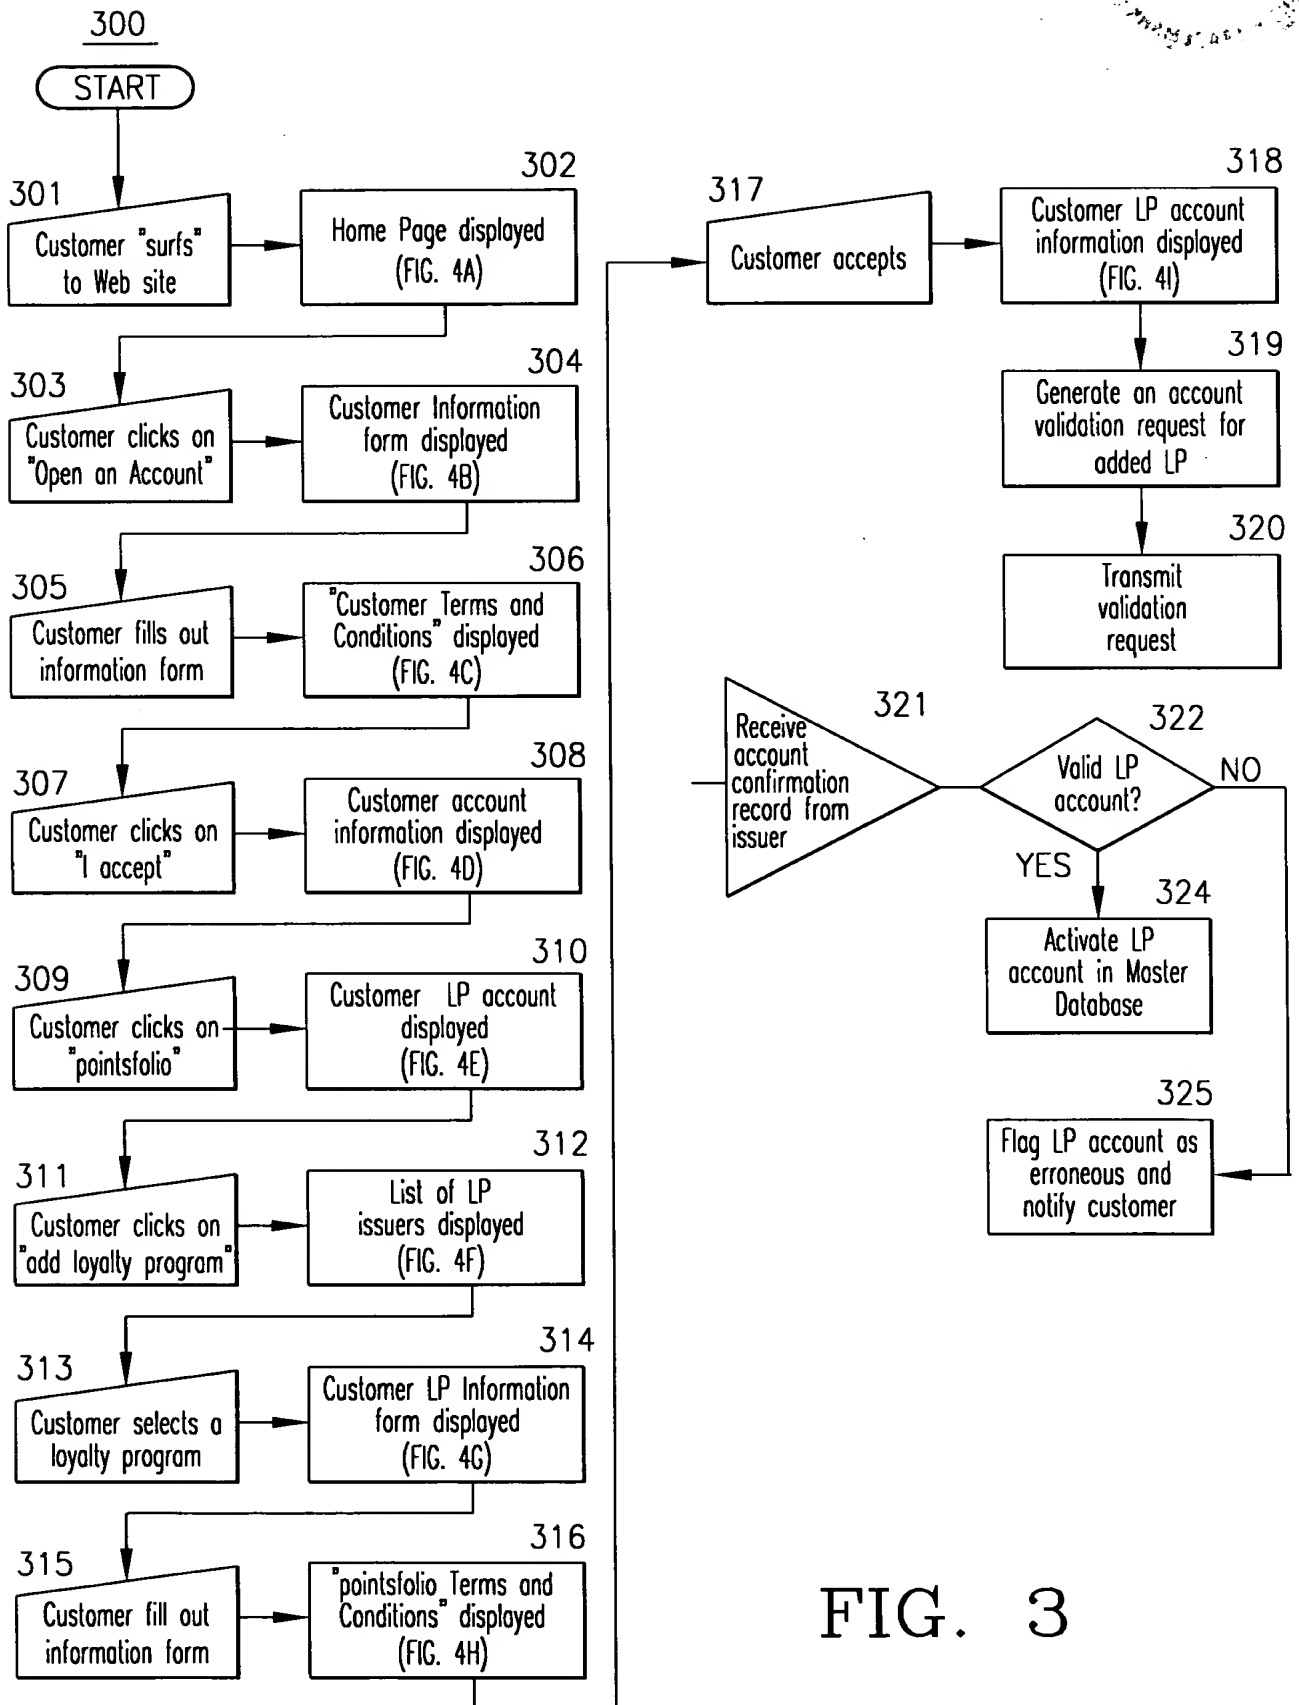 300
START
301
Customer "surfs"
to Web site
302
Home Page displayed
(FIG. 4A)
303
Customer clicks on
"Open an Account"
304
Customer Information
form displayed
(FIG. 4B)
305
Customer fills out
information form
306
"Customer Terms and
Conditions" displayed
(FIG. 4C)
307
Customer clicks on
"I accept"
308
Customer account
information displayed
(FIG. 4D)
309
Customer clicks on
"pointsfolio"
310
Customer LP account
displayed
(FIG. 4E)
311
Customer clicks on
"add loyalty program"
312
List of LP
issuers displayed
(FIG. 4F)
313
Customer selects a
loyalty program
314
Customer LP Information
form displayed
(FIG. 4G)
315
Customer fill out
information form
316
"pointsfolio Terms and
Conditions" displayed
(FIG. 4H)
317
Customer accepts
318
Customer LP account
information displayed
(FIG. 4I)
319
Generate an account
validation request for
added LP
320
Transmit
validation
request
321
Receive
account
confirmation
record from
issuer
322
Valid LP
account?
NO
YES
324
Activate LP
account in Master
Database
325
Flag LP account as
erroneous and
notify customer
FIG. 3